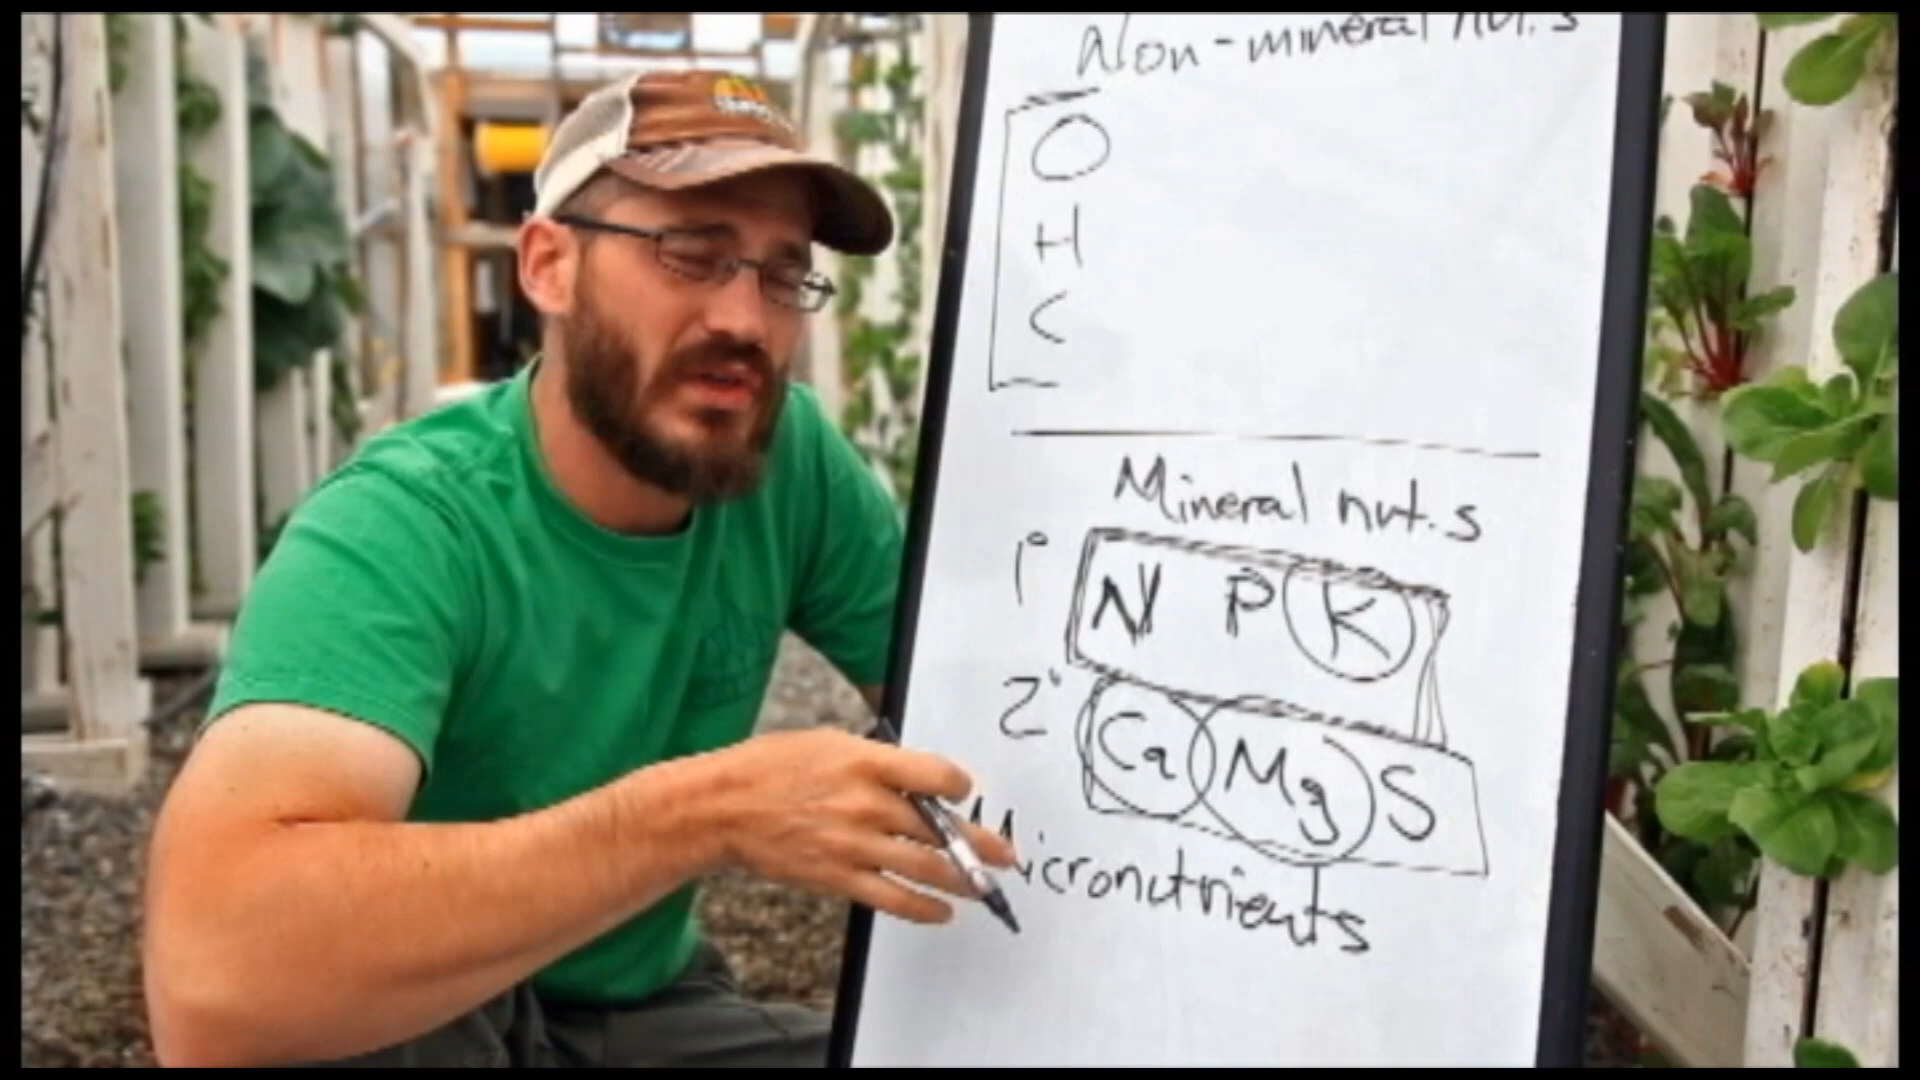 Non-mineral nut.s
O
H
C
Mineral nut.s
1° N P K
2° Ca Mg S
Micronutrients